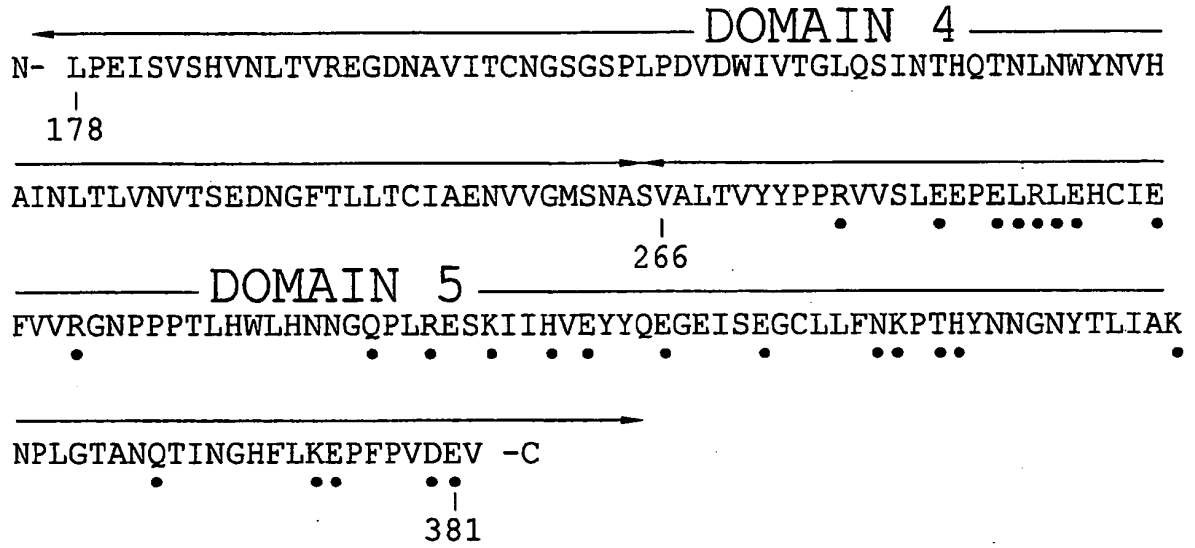 DOMAIN 4
N- LPEISVSHVNLTVREGDNAVITCNGSGSPLPDVDWIVTGLQSINTHQTNLNWYNVH
178
AINLTLVNVTSEDNGFTLLTCIAENVVGMSNASVALTVYYPPRVVSLEEPELRLEHCIE
266
DOMAIN 5
FVVRGNPPPTLHWLHNNGQPLRESKIIHVEYYQEGEISEGCLLFNKPTHYNNGNYTLIAK
NPLGTANQTINGHFLKEPFPVDEV -C
381